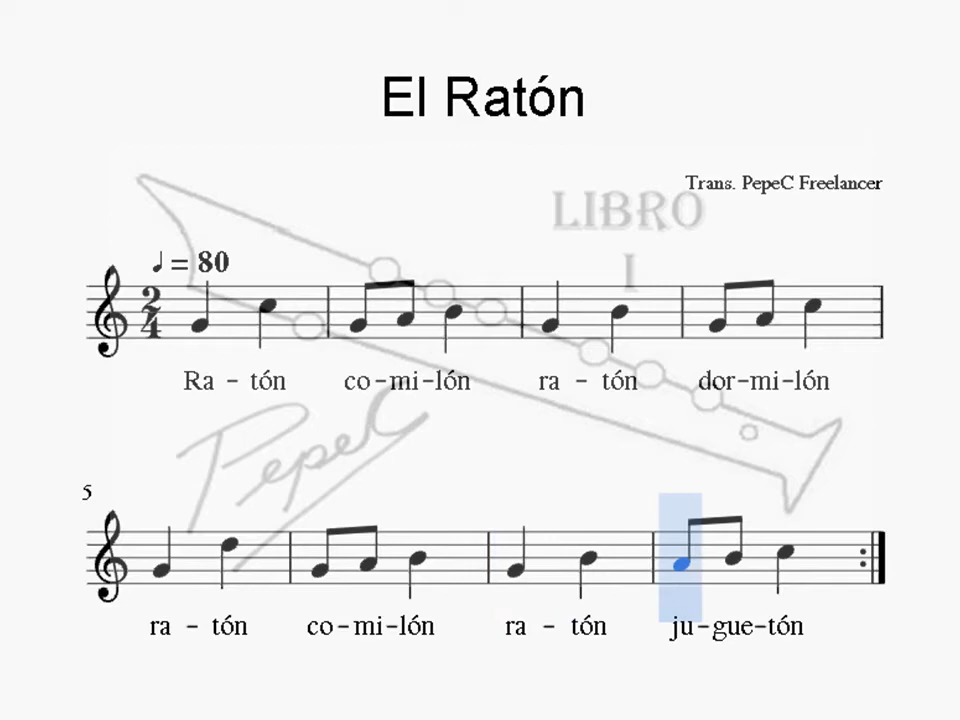 El Ratón
Trans. PepeC Freelancer
LIBRO
I
♩ = 80
2
4
Ra - tón co-mi-lón ra - tón dor-mi-lón
PepeC
5
ra - tón co-mi-lón ra - tón ju-gue-tón